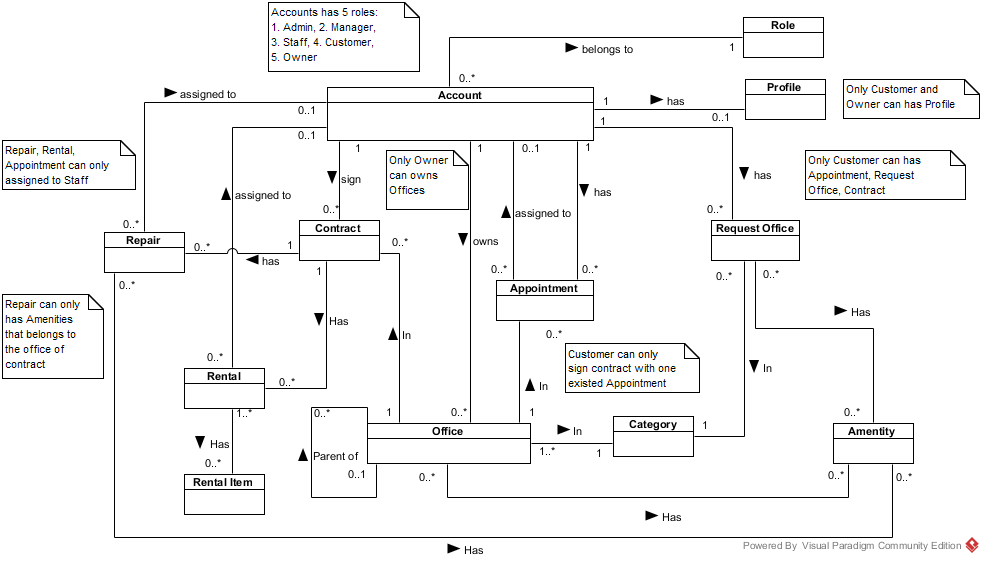 Accounts has 5 roles:
1. Admin, 2. Manager,
3. Staff, 4. Customer,
5. Owner
Role
belongs to
1
0..*
Account
assigned to
0..1
0..1
1
has
0..1
Profile
Only Customer and
Owner can has Profile
1
Repair, Rental,
Appointment can only
assigned to Staff
assigned to
1
sign
0..*
Only Owner
can owns
Offices
1
0..1
1
has
assigned to
owns
Only Customer can has
Appointment, Request
Office, Contract
has
0..*
0..*
Repair
0..*
has
1
Contract
0..*
1
Request Office
0..*
0..*
0..*
0..*
Appointment
0..*
0..*
Repair can only
has Amenities
that belongs to
the office of
contract
Has
In
Has
Customer can only
sign contract with one
existed Appointment
In
In
0..*
Rental
0..*
1..*
Has
0..*
Rental Item
0..*
Parent of
0..1
1
0..*
1
Office
In
1..*
1
Category
1
0..*
Amentity
0..*
0..*
0..*
Has
Has
Powered By Visual Paradigm Community Edition